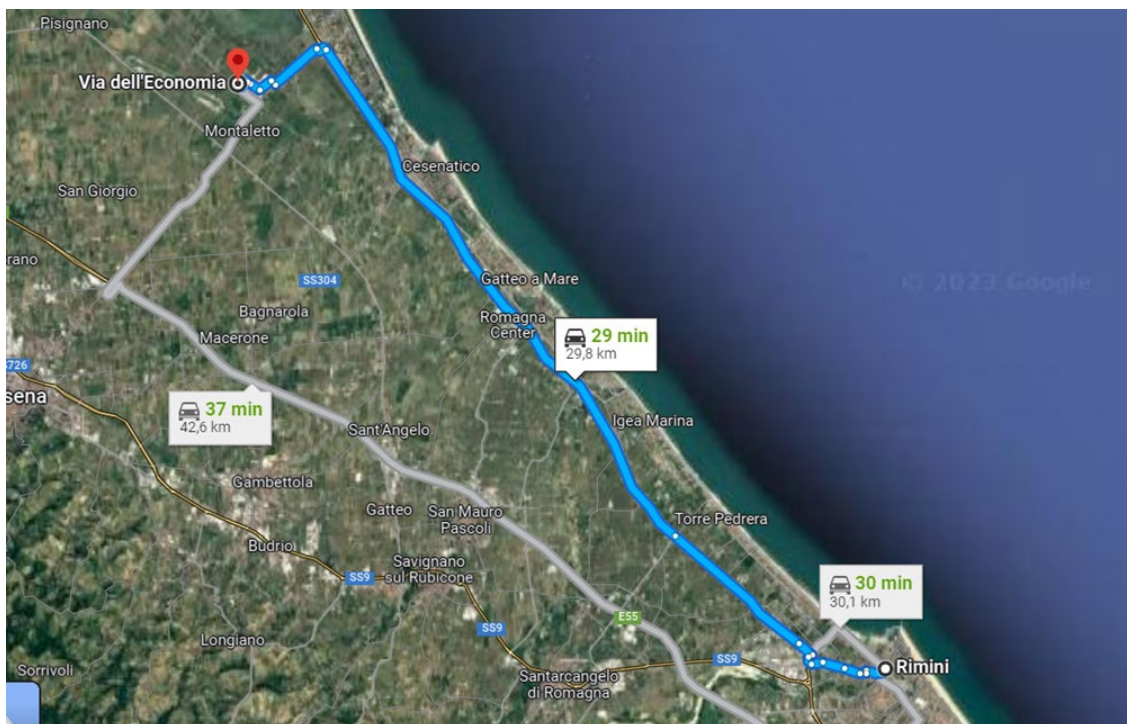 Pisignano
Via dell'Economia
Montaletto
Cesenatico
San Giorgio
SS304
Gatteo a Mare
© 2023 Google
Bagnarola
Romagna
Center
Macerone
29 min
29,8 km
37 min
42,6 km
Igea Marina
Sant'Angelo
Gambettola
Gatteo
San Mauro
Pascoli
Torre Pedrera
Budrio
Savignano
sul Rubicone
SS9
30 min
30,1 km
E55
SS9
Longiano
SS9
Rimini
Sorrivoli
Santarcangelo
di Romagna